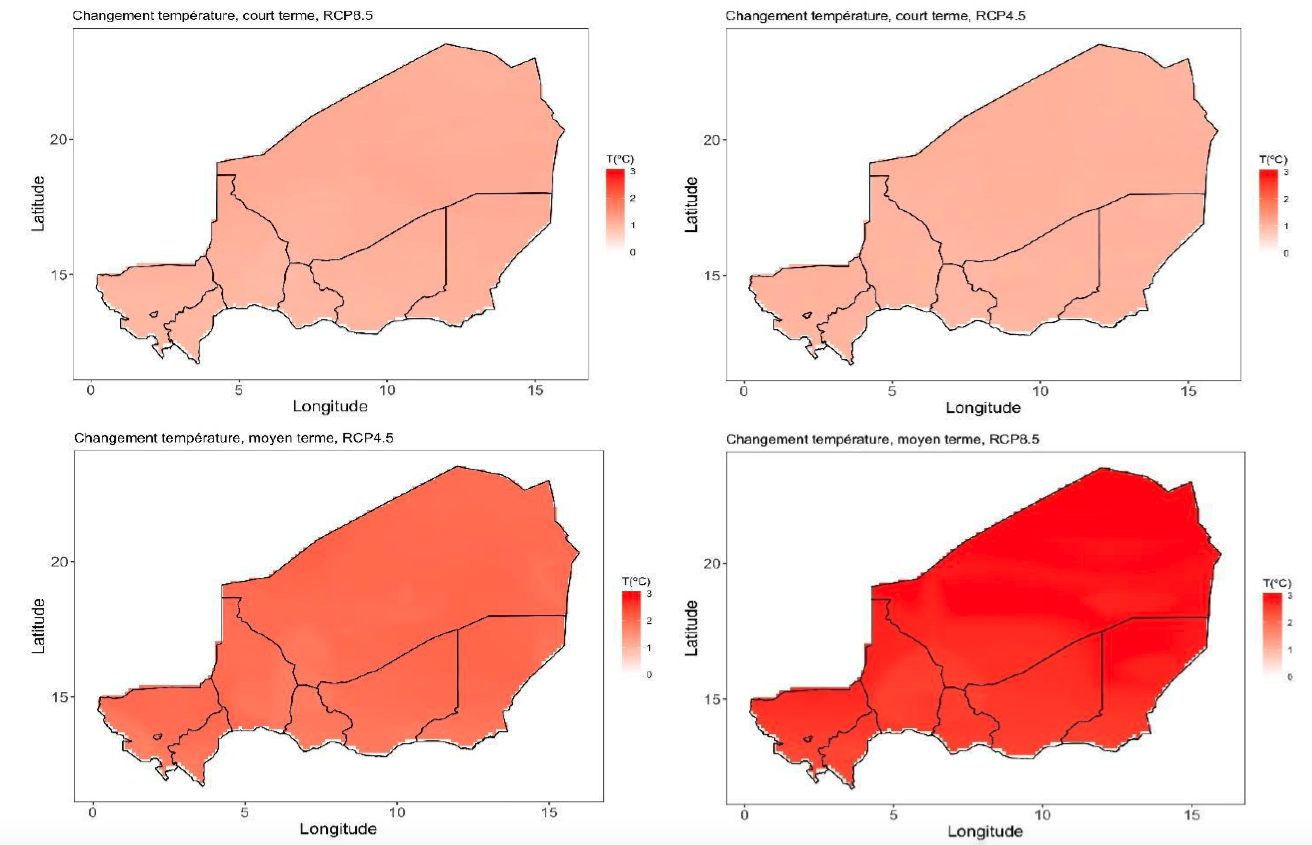 Changement température, court terme, RCP8.5
20
15
Latitude
0 5 10 15
Longitude
T(°C)
3
2
1
0
Changement température, court terme, RCP4.5
20
15
Latitude
0 5 10 15
Longitude
T(°C)
3
2
1
0
Changement température, moyen terme, RCP4.5
20
15
Latitude
0 5 10 15
Longitude
T(°C)
3
2
1
0
Changement température, moyen terme, RCP8.5
20
15
Latitude
0 5 10 15
Longitude
T(°C)
3
2
1
0